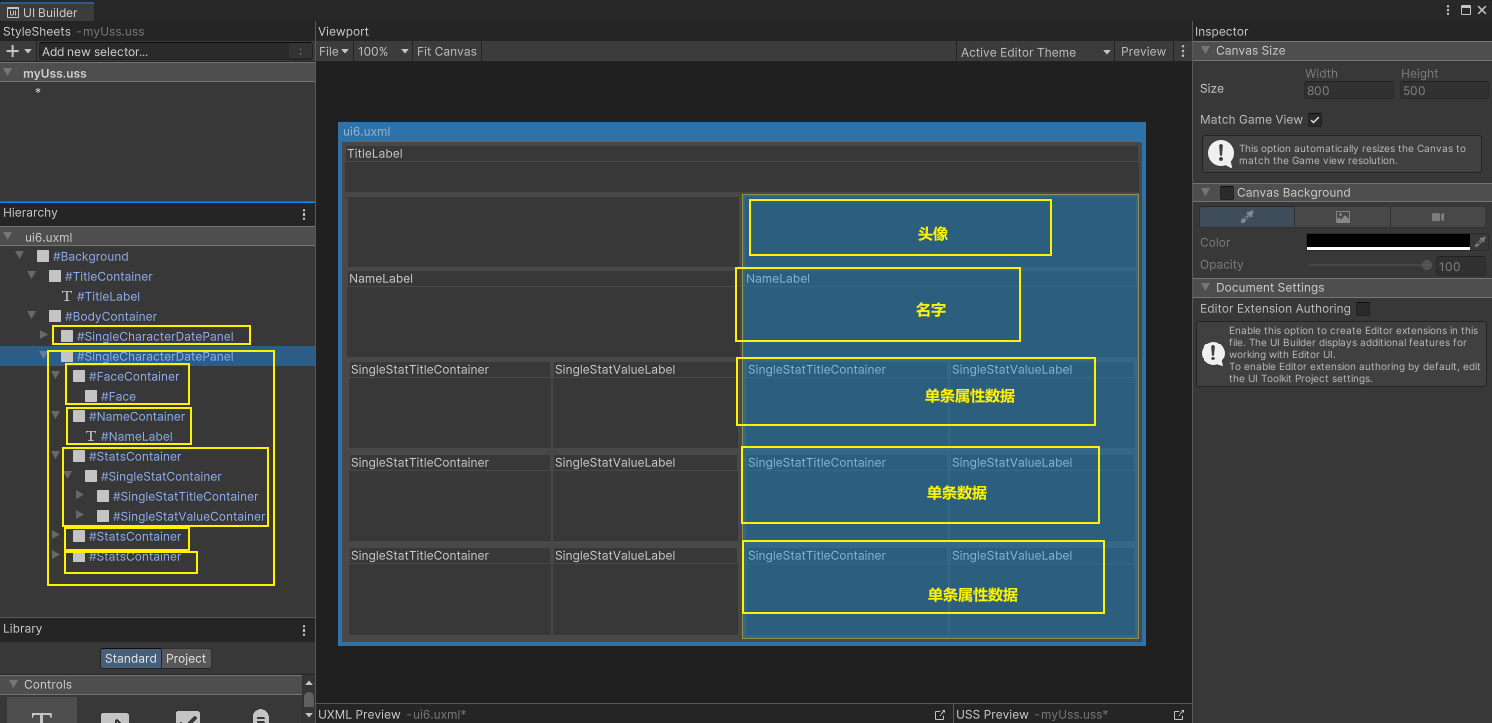 UI Builder
StyleSheets - myUss.uss
Add new selector...
myUss.uss
*
Hierarchy
ui6.uxml
#Background
#TitleContainer
T #TitleLabel
#BodyContainer
#SingleCharacterDatePanel
#SingleCharacterDatePanel
#FaceContainer
#Face
#NameContainer
T #NameLabel
#StatsContainer
#SingleStatContainer
#SingleStatTitleContainer
#SingleStatValueContainer
#StatsContainer
#StatsContainer
Library
Standard Project
Controls
Viewport
File 100% Fit Canvas Active Editor Theme Preview
ui6.uxml
TitleLabel
头像
NameLabel NameLabel
名字
SingleStatTitleContainer SingleStatValueLabel SingleStatTitleContainer SingleStatValueLabel
单条属性数据
SingleStatTitleContainer SingleStatValueLabel SingleStatTitleContainer SingleStatValueLabel
单条数据
SingleStatTitleContainer SingleStatValueLabel SingleStatTitleContainer SingleStatValueLabel
单条属性数据
UXML Preview - ui6.uxml* USS Preview - myUss.uss*
Inspector
Canvas Size
Width Height
Size 800 500
Match Game View
This option automatically resizes the Canvas to
match the Game view resolution.
Canvas Background
Color
Opacity 100
Document Settings
Editor Extension Authoring
Enable this option to create Editor extensions in this
file. The UI Builder displays additional features for
working with Editor UI.
To enable Editor extension authoring by default, edit
the UI Toolkit Project settings.